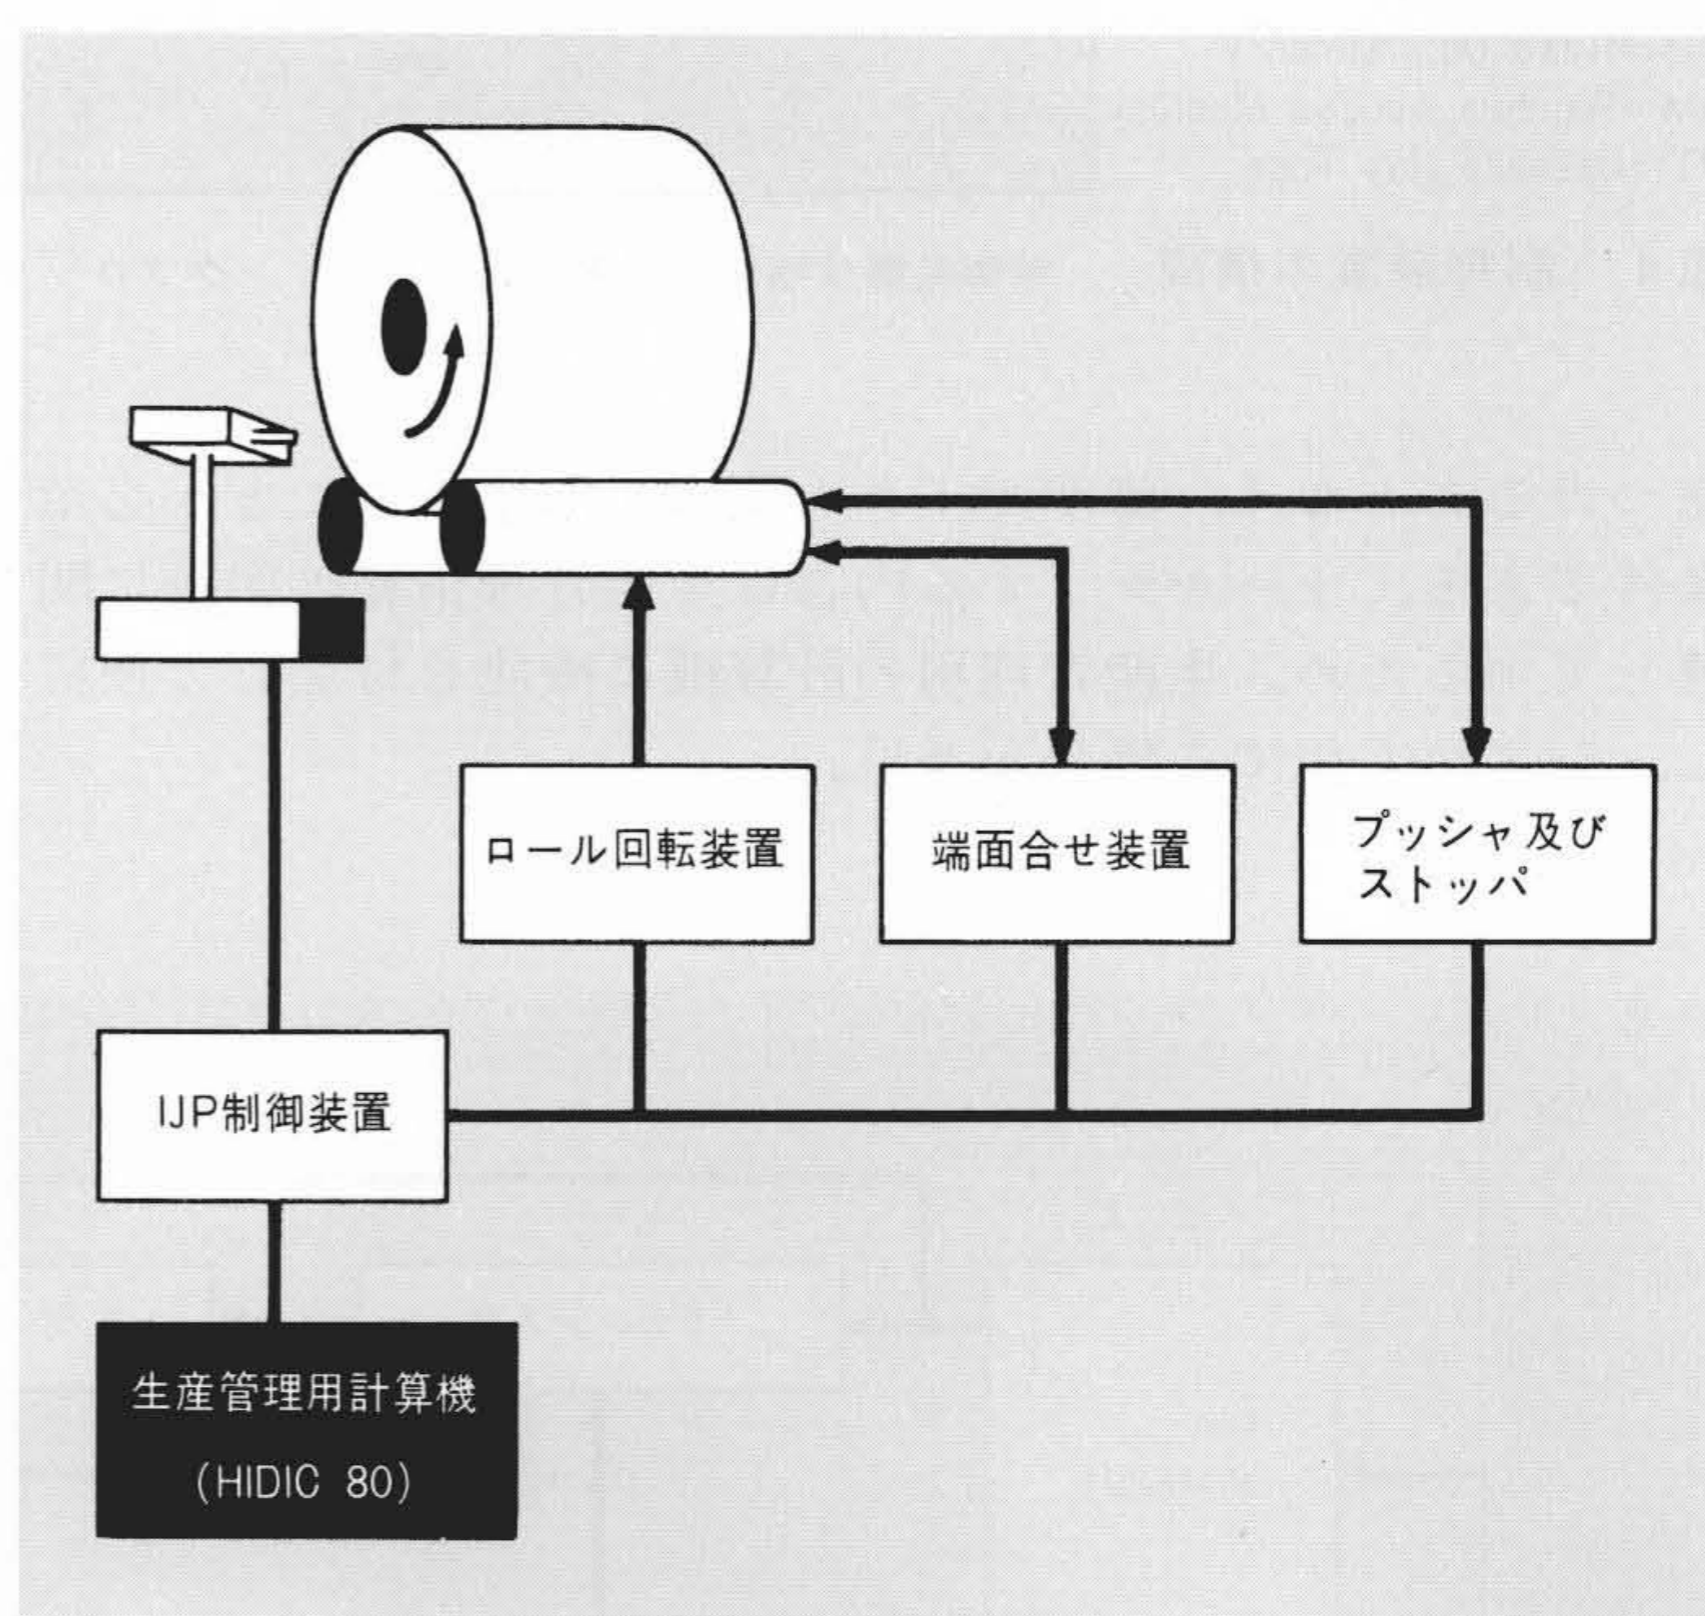 ロール回転装置
端面合せ装置
プッシャ及び
ストッパ
IJP制御装置
生産管理用計算機
(HIDIC 80)